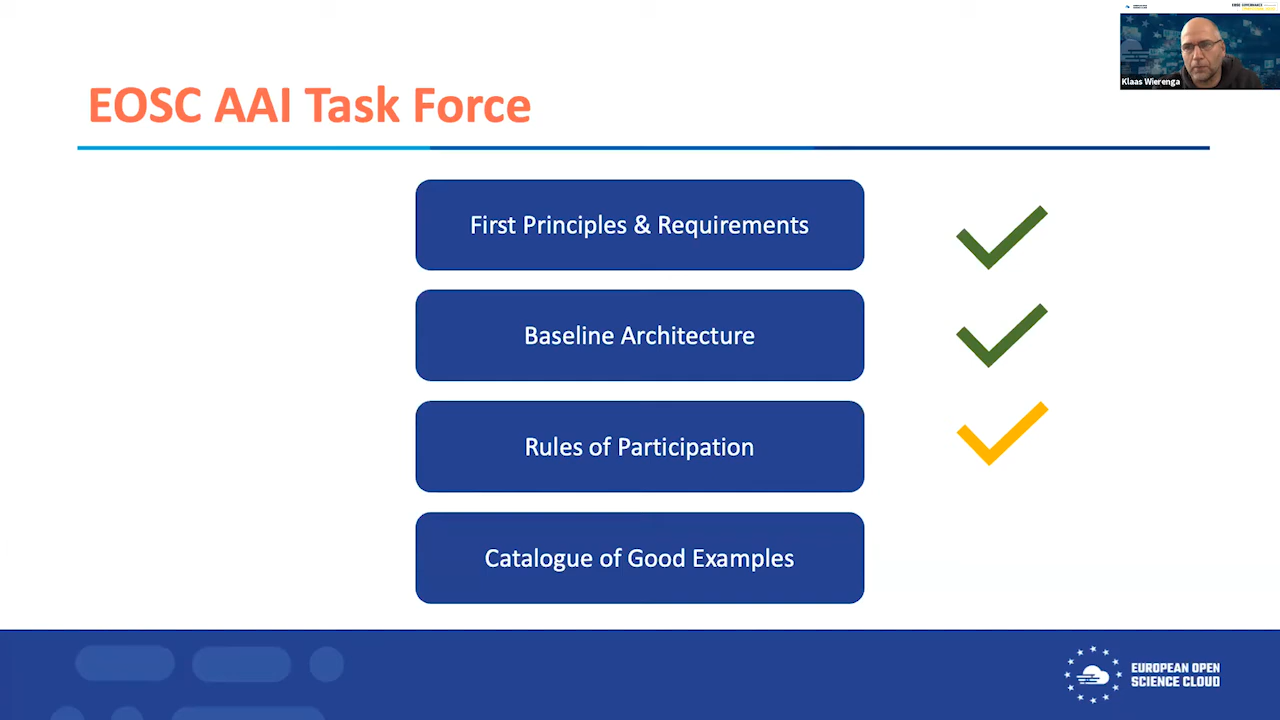 EOSC AAI Task Force
Klaas Wierenga
First Principles & Requirements
Baseline Architecture
Rules of Participation
Catalogue of Good Examples
EUROPEAN OPEN
SCIENCE CLOUD